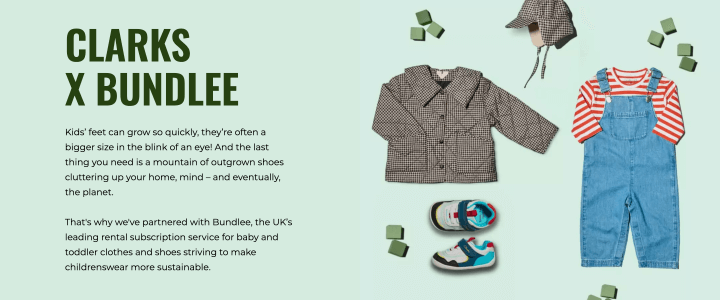 CLARKS
X BUNDLEE
Kids' feet can grow so quickly, they're often a
bigger size in the blink of an eye! And the last
thing you need is a mountain of outgrown shoes
cluttering up your home, mind – and eventually,
the planet.
That's why we've partnered with Bundlee, the UK's
leading rental subscription service for baby and
toddler clothes and shoes striving to make
childrenswear more sustainable.